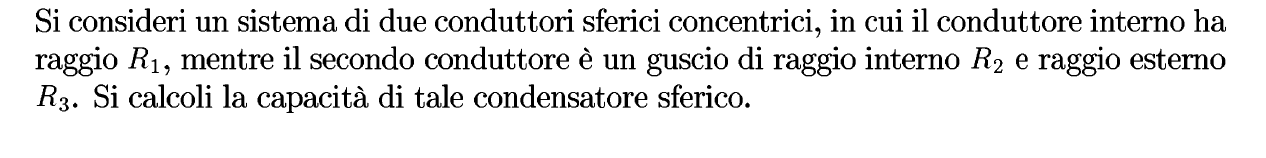 Si consideri un sistema di due conduttori sferici concentrici, in cui il conduttore interno ha
raggio R₁, mentre il secondo conduttore è un guscio di raggio interno R₂ e raggio esterno
R₃. Si calcoli la capacità di tale condensatore sferico.